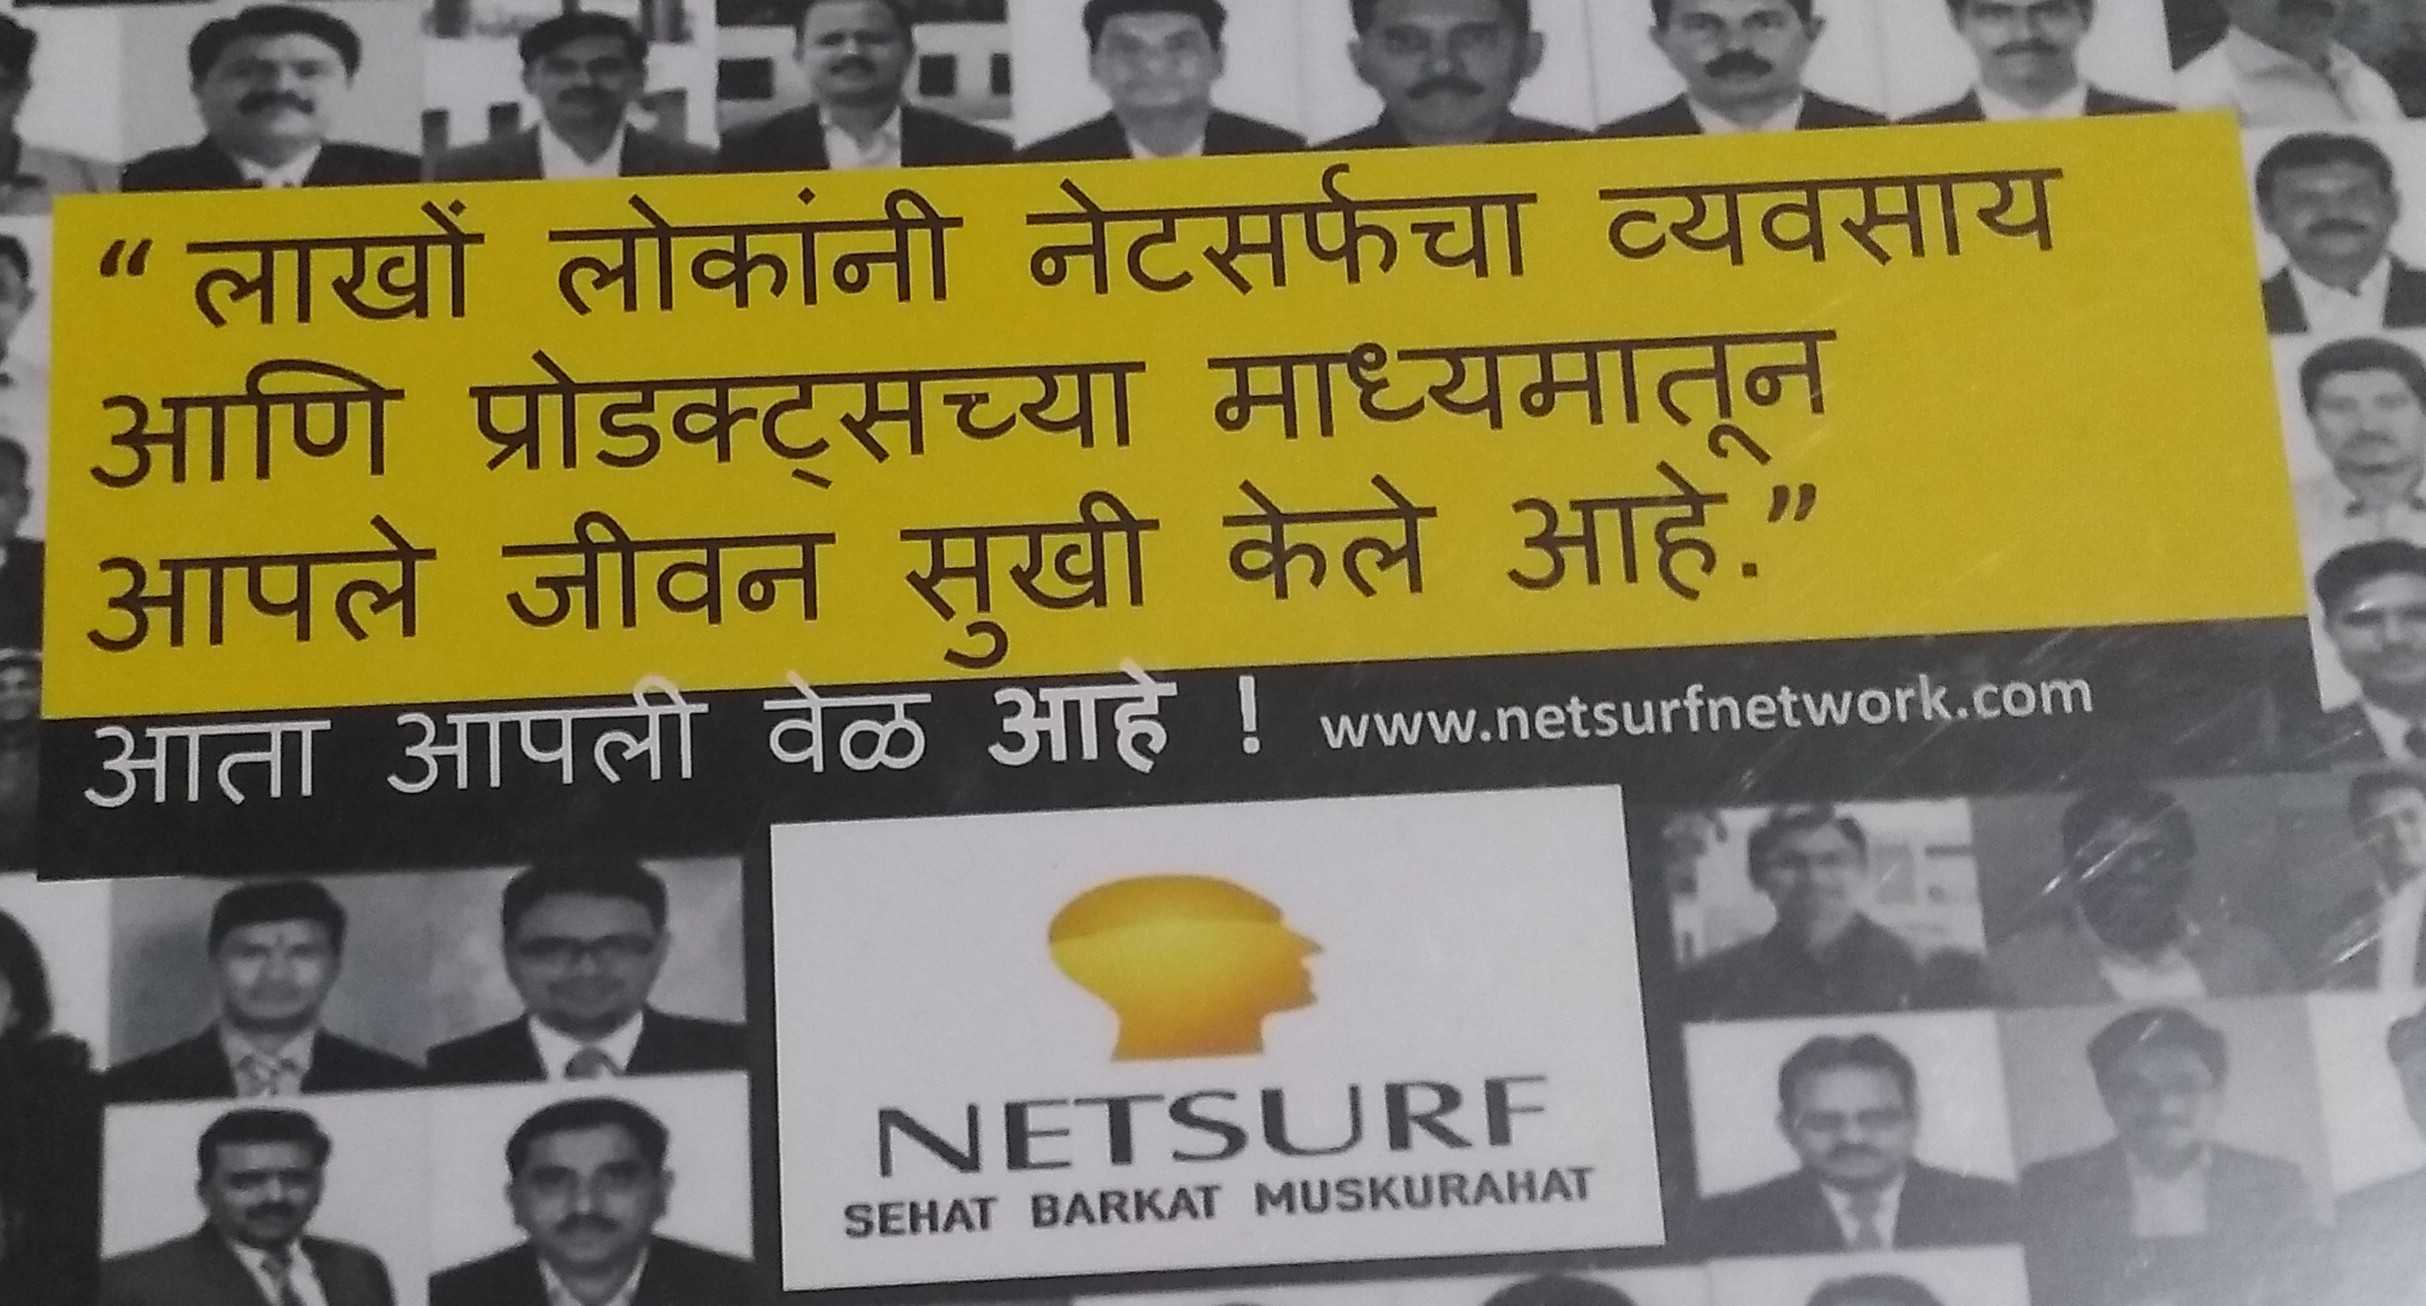 “ लाखों लोकांनी नेटसर्फचा व्यवसाय
आणि प्रोडक्ट्सच्या माध्यमातून
आपले जीवन सुखी केले आहे.”
आता आपली वेळ आहे ! www.netsurfnetwork.com
NETSURF
SEHAT BARKAT MUSKURAHAT